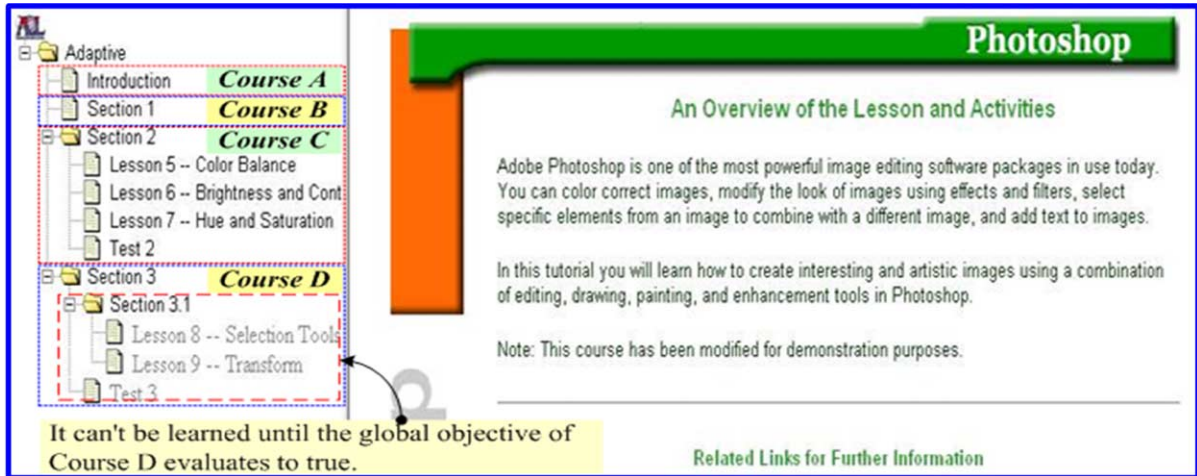 Adaptive
Introduction Course A
Section 1 Course B
Section 2 Course C
Lesson 5 -- Color Balance
Lesson 6 -- Brightness and Cont
Lesson 7 -- Hue and Saturation
Test 2
Section 3 Course D
Section 3.1
Lesson 8 -- Selection Tools
Lesson 9 -- Transform
Test 3
It can't be learned until the global objective of
Course D evaluates to true.
Photoshop
An Overview of the Lesson and Activities
Adobe Photoshop is one of the most powerful image editing software packages in use today.
You can color correct images, modify the look of images using effects and filters, select
specific elements from an image to combine with a different image, and add text to images.
In this tutorial you will learn how to create interesting and artistic images using a combination
of editing, drawing, painting, and enhancement tools in Photoshop.
Note: This course has been modified for demonstration purposes.
Related Links for Further Information